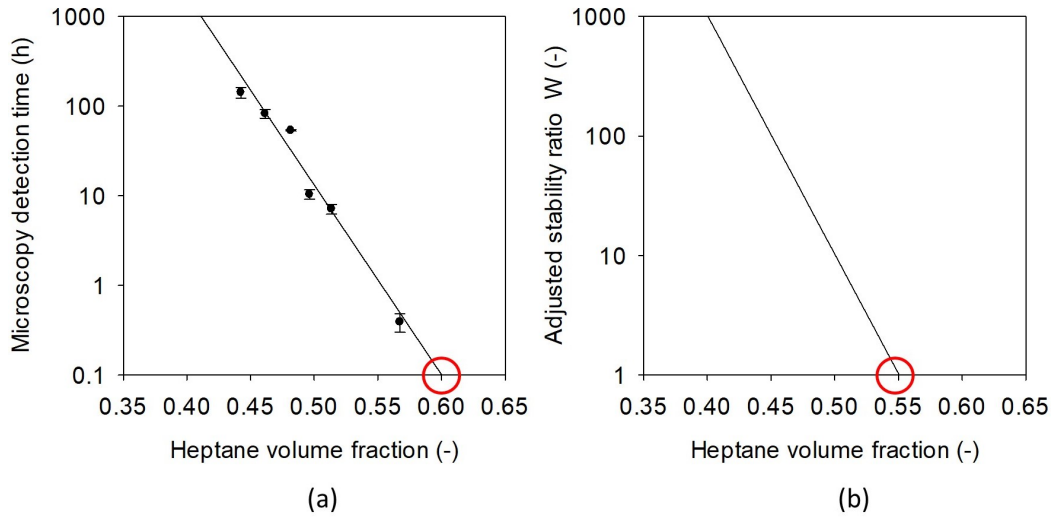 Microscopy detection time (h)
1000
100
10
1
0.1
0.35 0.40 0.45 0.50 0.55 0.60 0.65
Heptane volume fraction (-)
(a)
Adjusted stability ratio W (-)
1000
100
10
1
0.35 0.40 0.45 0.50 0.55 0.60 0.65
Heptane volume fraction (-)
(b)